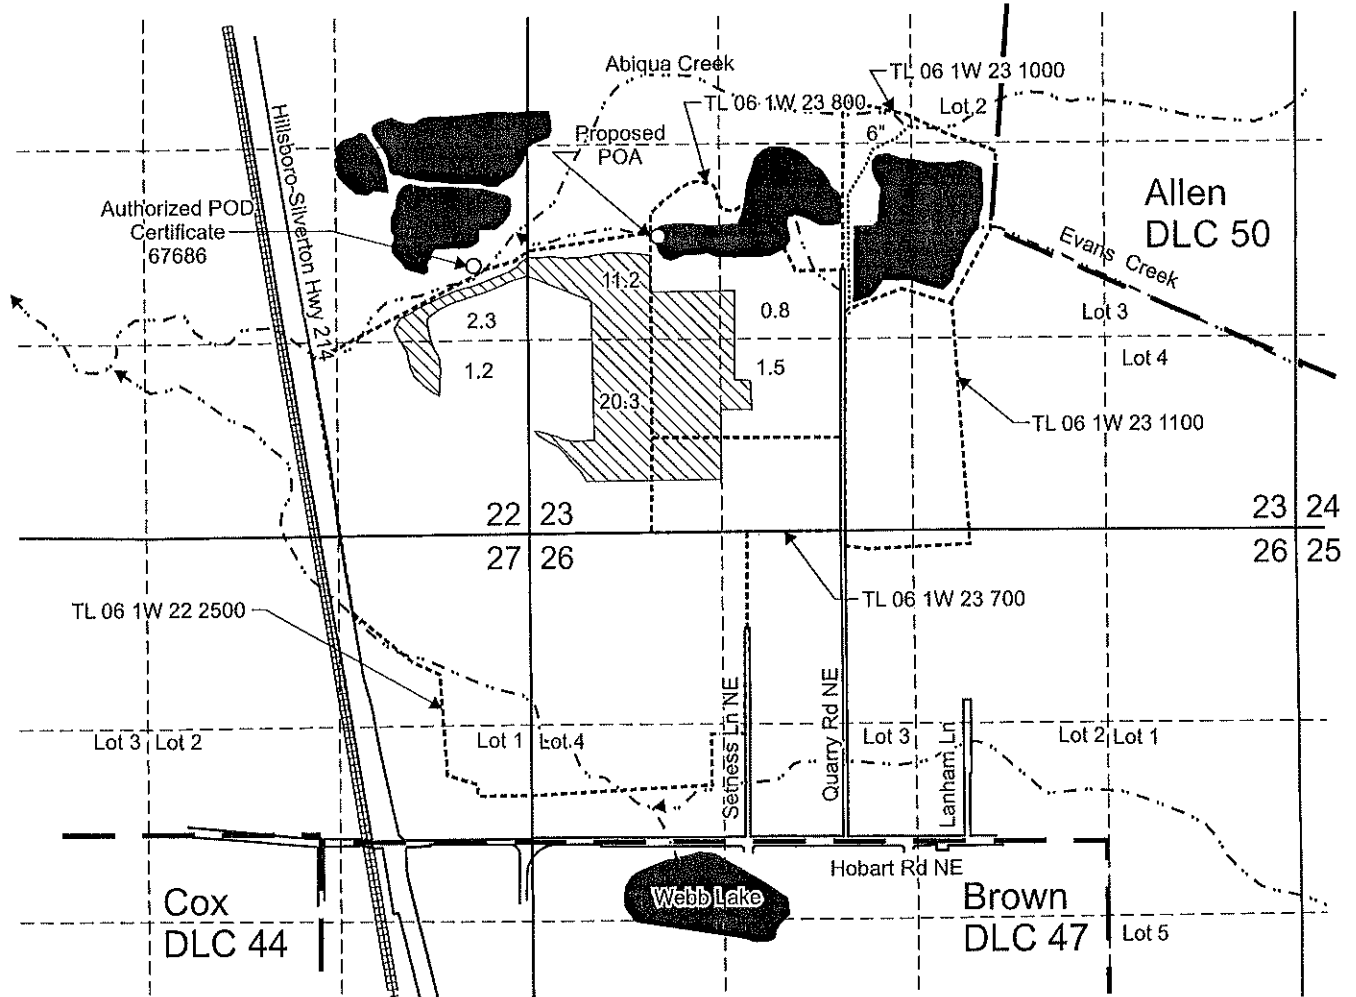 Abiqua Creek
TL 06 1W 23 1000
TL 06 1W 23 800
Lot 2
6"
Proposed
POA
Hillsboro-Silverton Hwy 214
Authorized POD
Certificate
67686
Allen
DLC 50
Evans Creek
11.2
2.3
0.8
Lot 3
1.2
1.5
Lot 4
20.3
TL 06 1W 23 1100
22 23
23 24
27 26
26 25
TL 06 1W 22 2500
TL 06 1W 23 700
Setness Ln NE
Quarry Rd NE
Lanham Ln
Lot 3 Lot 2
Lot 1 Lot 4
Lot 3
Lot 2 Lot 1
Hobart Rd NE
Webb Lake
Cox
DLC 44
Brown
DLC 47
Lot 5